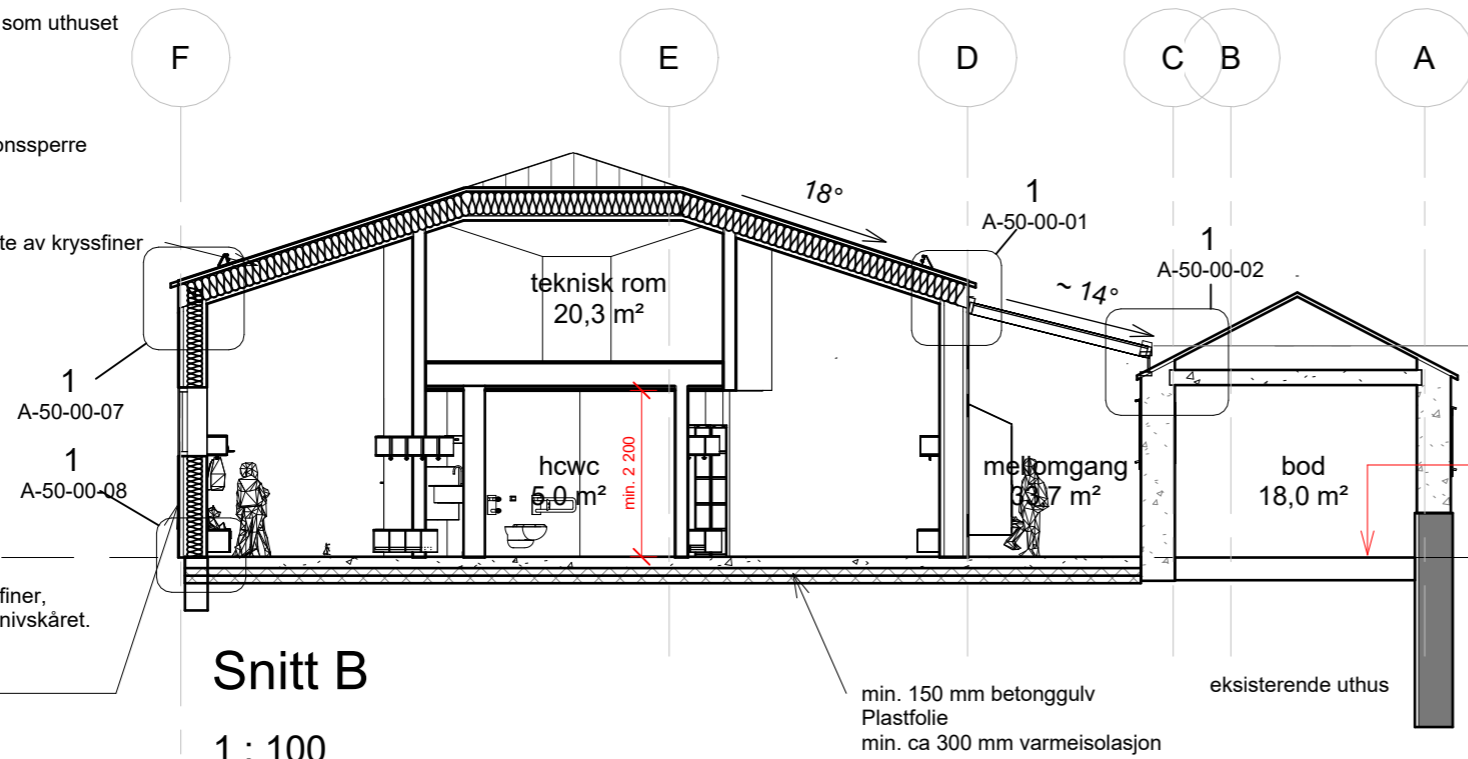 som uthuset
F
E
D
C
B
A
onssperre
te av kryssfiner
18°
1
A-50-00-01
1
A-50-00-02
~ 14°
teknisk rom
20,3 m²
1
A-50-00-07
1
A-50-00-08
hcwc
5,0 m²
min. 2 200
mellomgang
33,7 m²
bod
18,0 m²
finer,
nivskåret.
Snitt B
1 : 100
min. 150 mm betonggulv
Plastfolie
min. ca 300 mm varmeisolasjon
eksisterende uthus